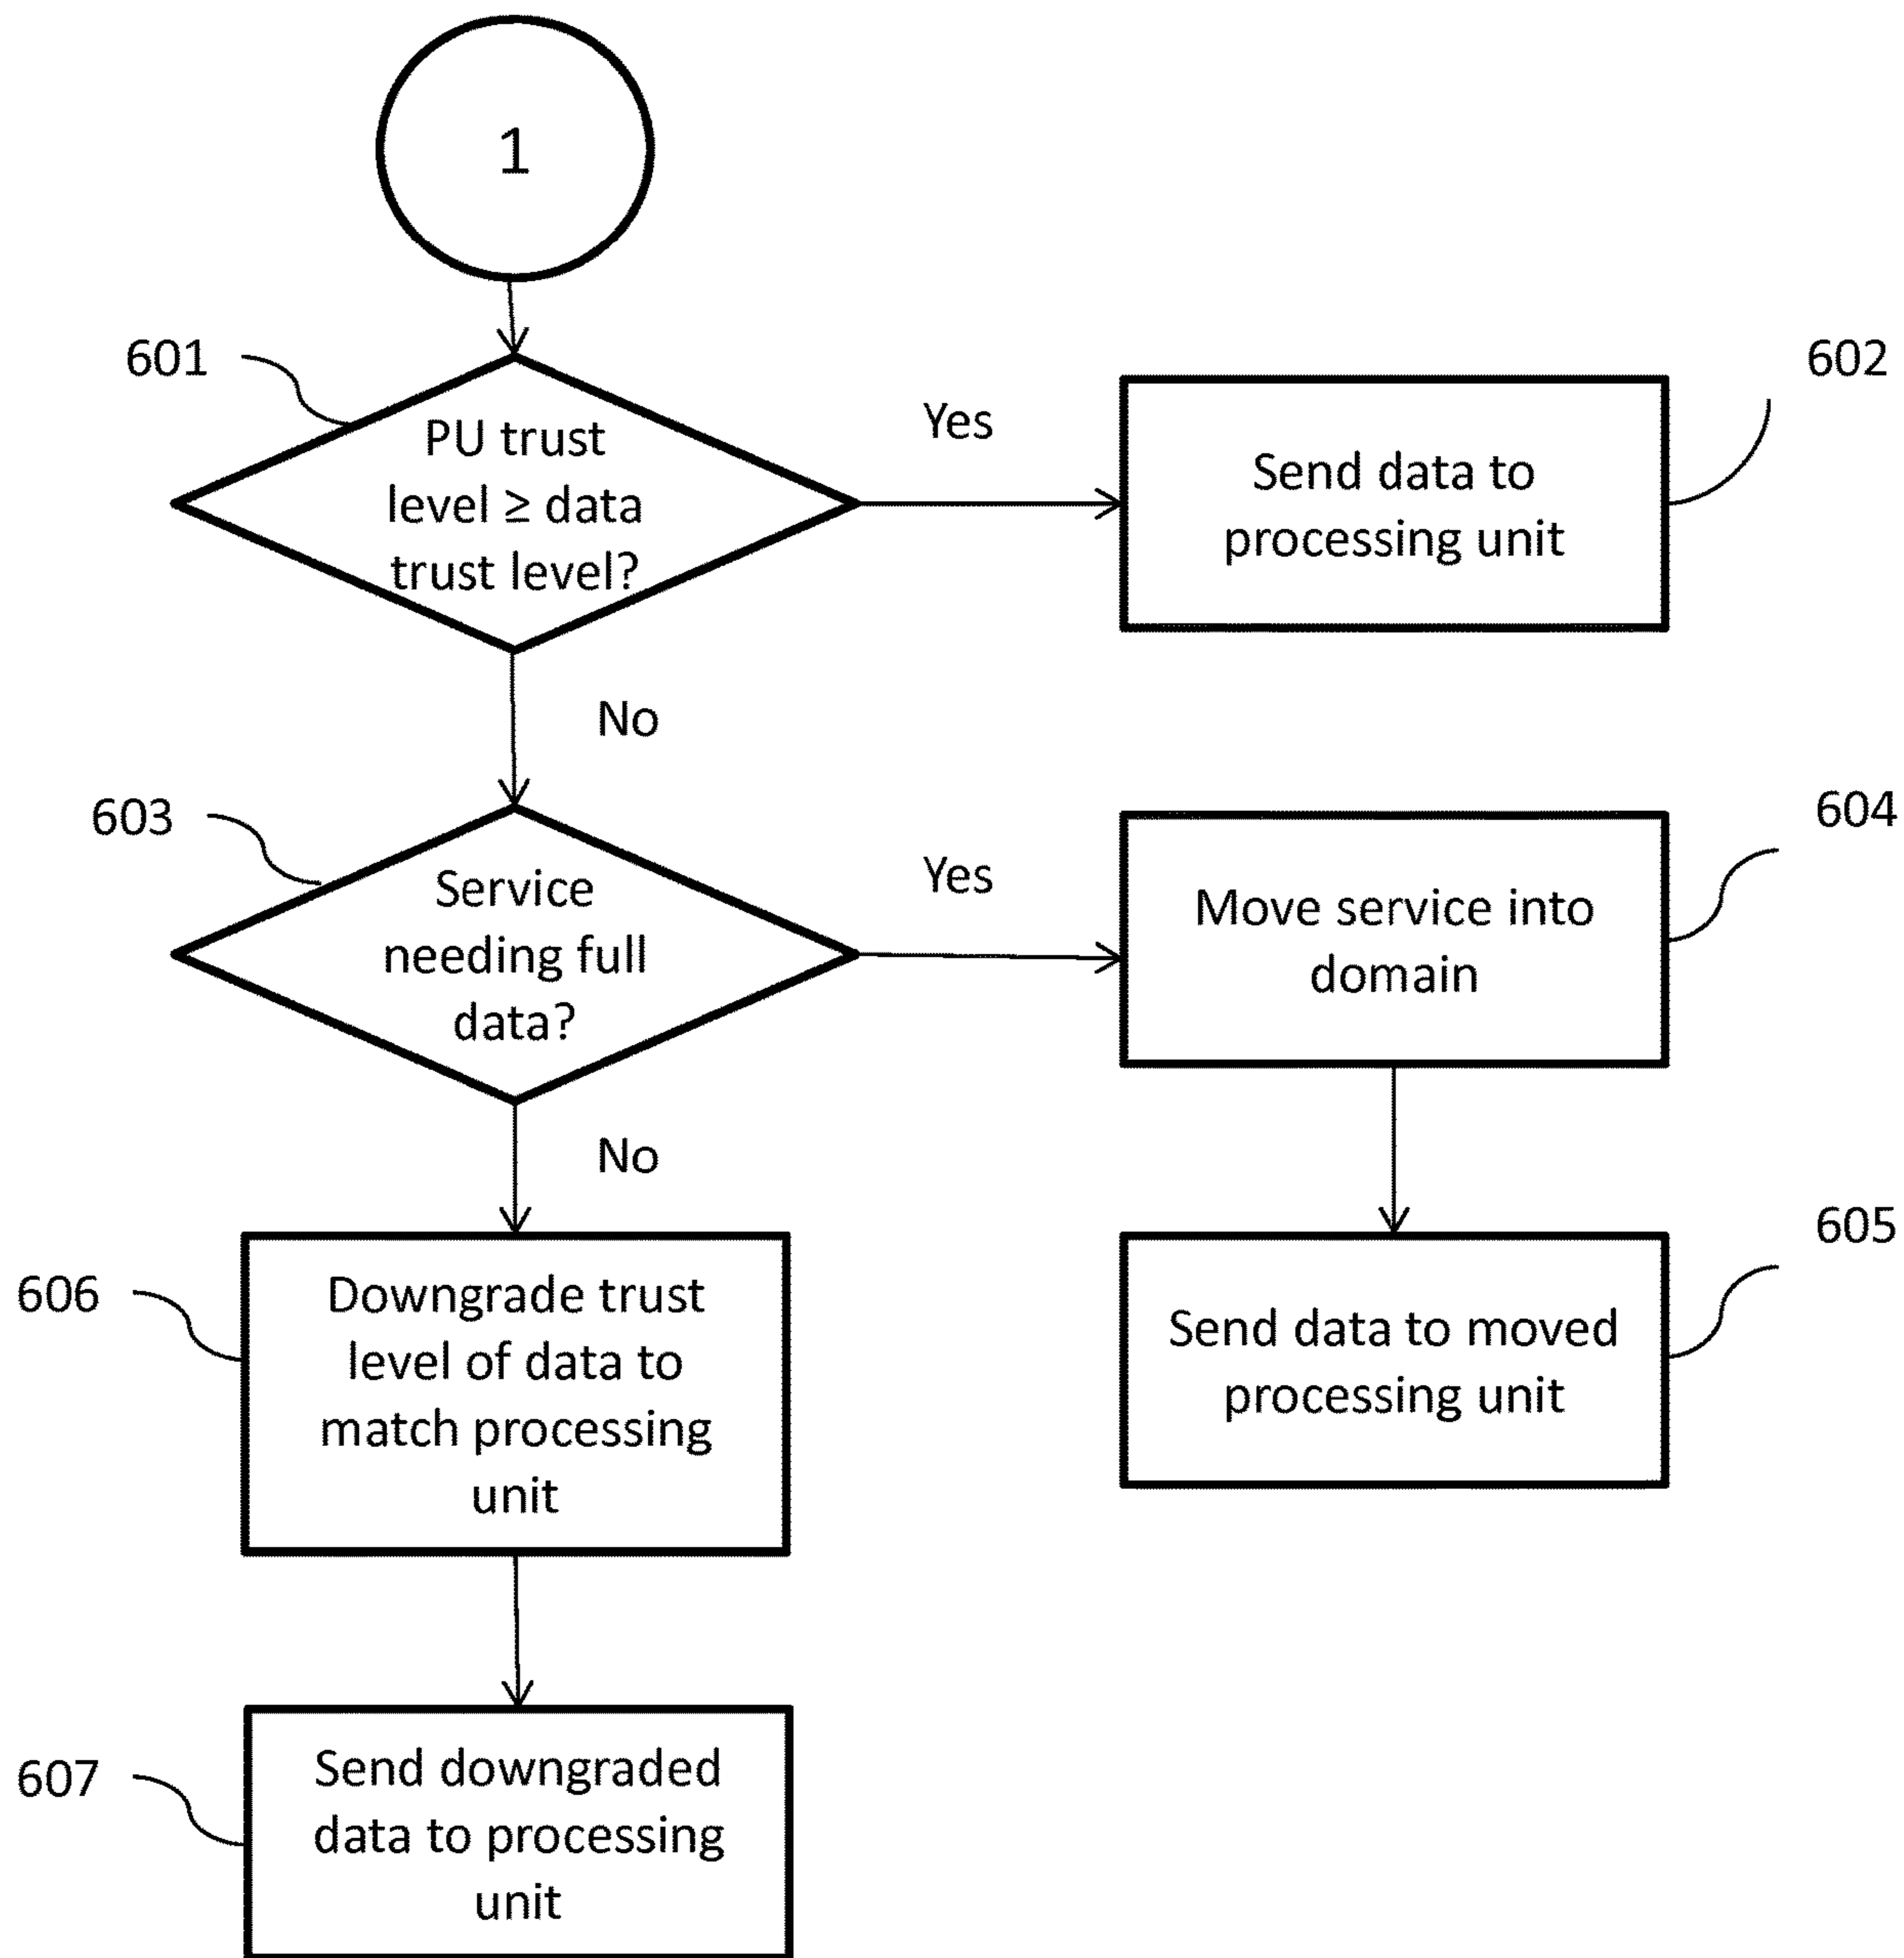 1
601
PU trust
level ≥ data
trust level?
Yes
602
Send data to
processing unit
No
603
Service
needing full
data?
Yes
604
Move service into
domain
No
605
Send data to moved
processing unit
606
Downgrade trust
level of data to
match processing
unit
607
Send downgraded
data to processing
unit